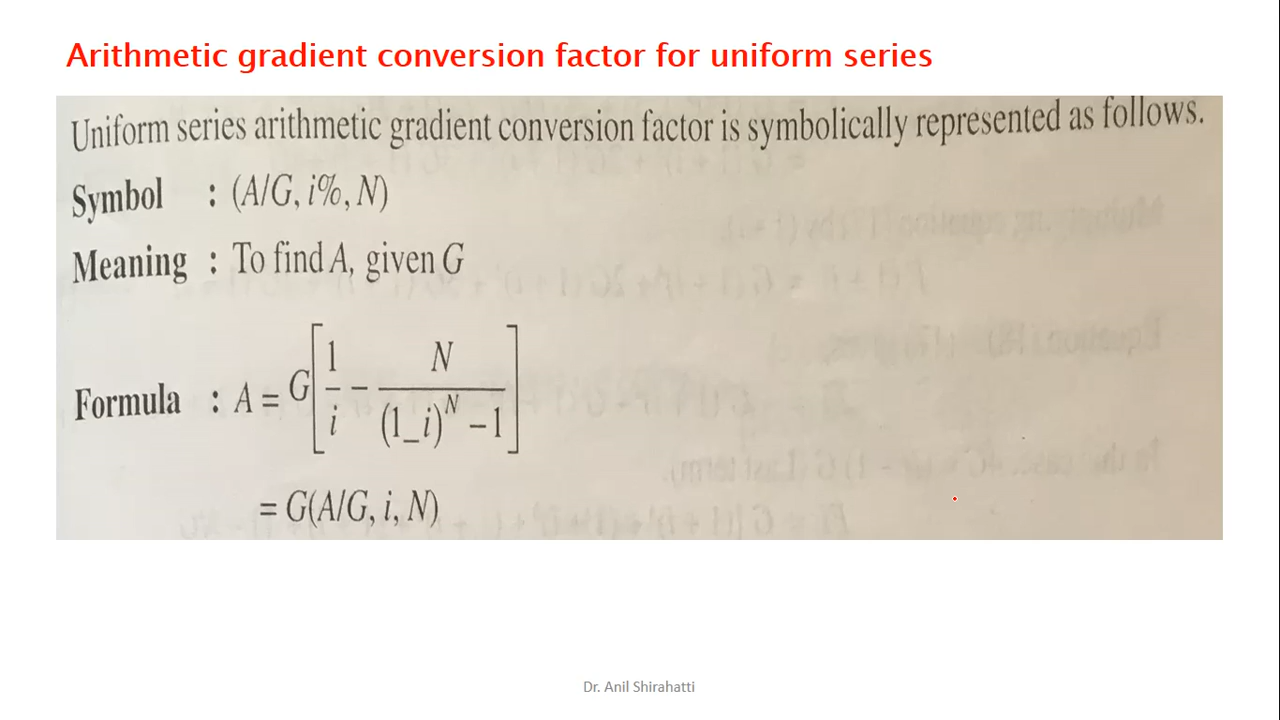 Arithmetic gradient conversion factor for uniform series
Uniform series arithmetic gradient conversion factor is symbolically represented as follows.
Symbol : (A/G, i%, N)
Meaning : To find A, given G
Formula : A = G[1/i - N/((1_i)^N -1)]
= G(A/G, i, N)
Dr. Anil Shirahatti